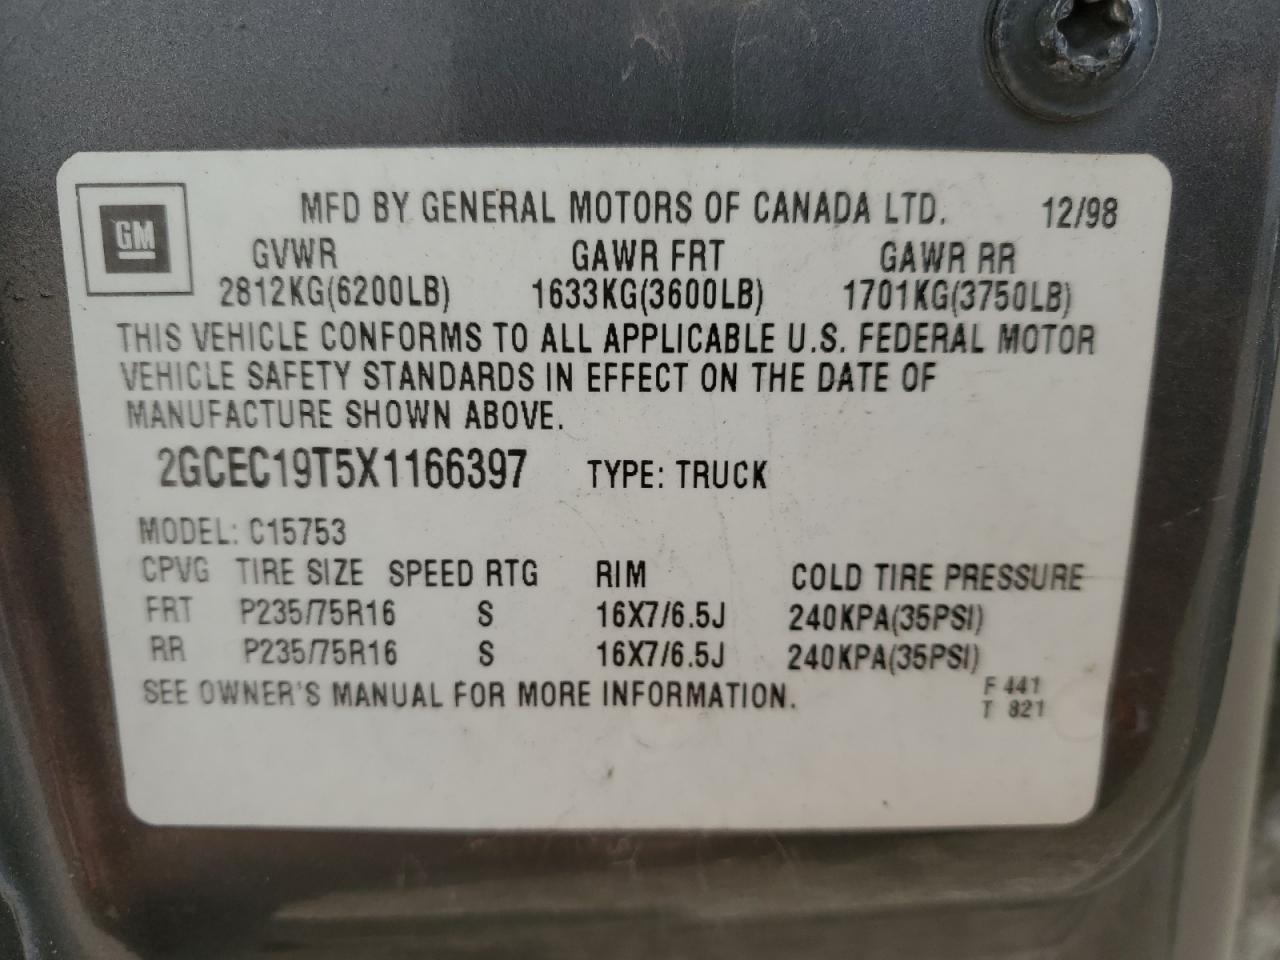 GM
MFD BY GENERAL MOTORS OF CANADA LTD. 12/98
GVWR GAWR FRT GAWR RR
2812KG(6200LB) 1633KG(3600LB) 1701KG(3750LB)
THIS VEHICLE CONFORMS TO ALL APPLICABLE U.S. FEDERAL MOTOR
VEHICLE SAFETY STANDARDS IN EFFECT ON THE DATE OF
MANUFACTURE SHOWN ABOVE.
2GCEC19T5X1166397 TYPE: TRUCK
MODEL: C15753
CPVG TIRE SIZE SPEED RTG RIM COLD TIRE PRESSURE
FRT P235/75R16 S 16X7/6.5J 240KPA(35PSI)
RR P235/75R16 S 16X7/6.5J 240KPA(35PSI)
SEE OWNER'S MANUAL FOR MORE INFORMATION. F 441
T 821